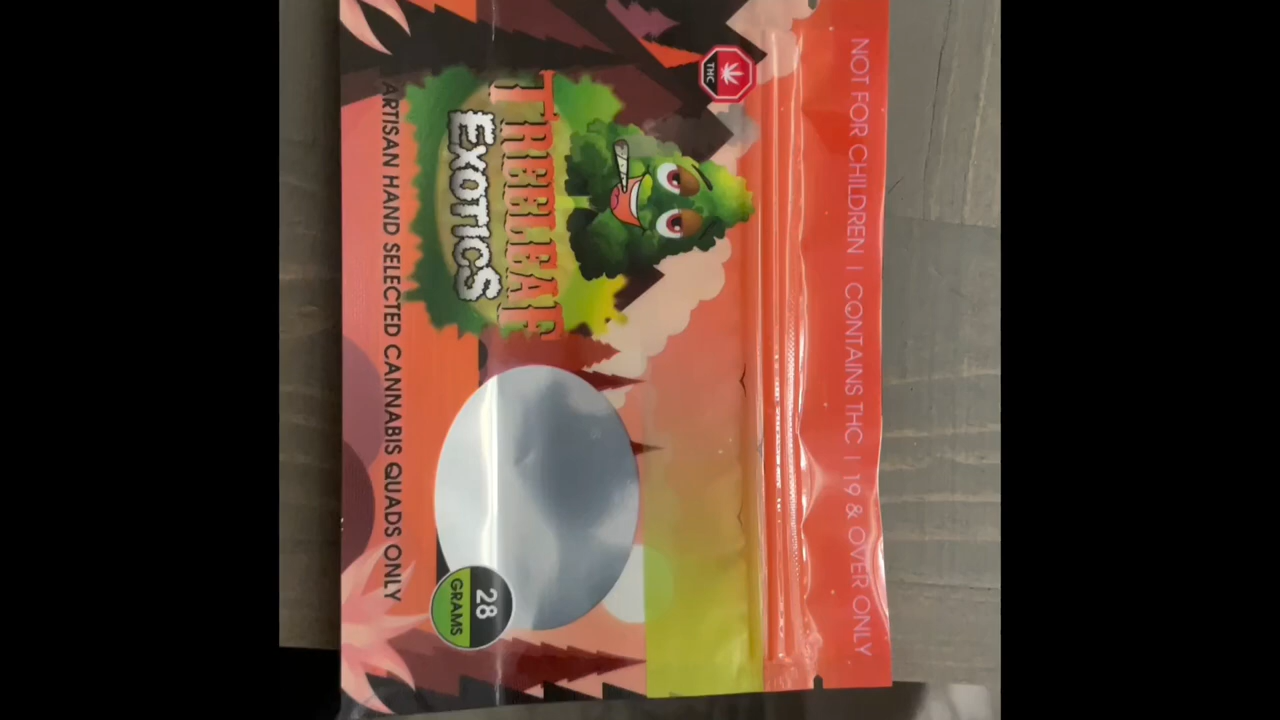 NOT FOR CHILDREN | CONTAINS THC | 19 & OVER ONLY
THC
TREELEAF
EXOTICS
28
GRAMS
ARTISAN HAND SELECTED CANNABIS QUADS ONLY